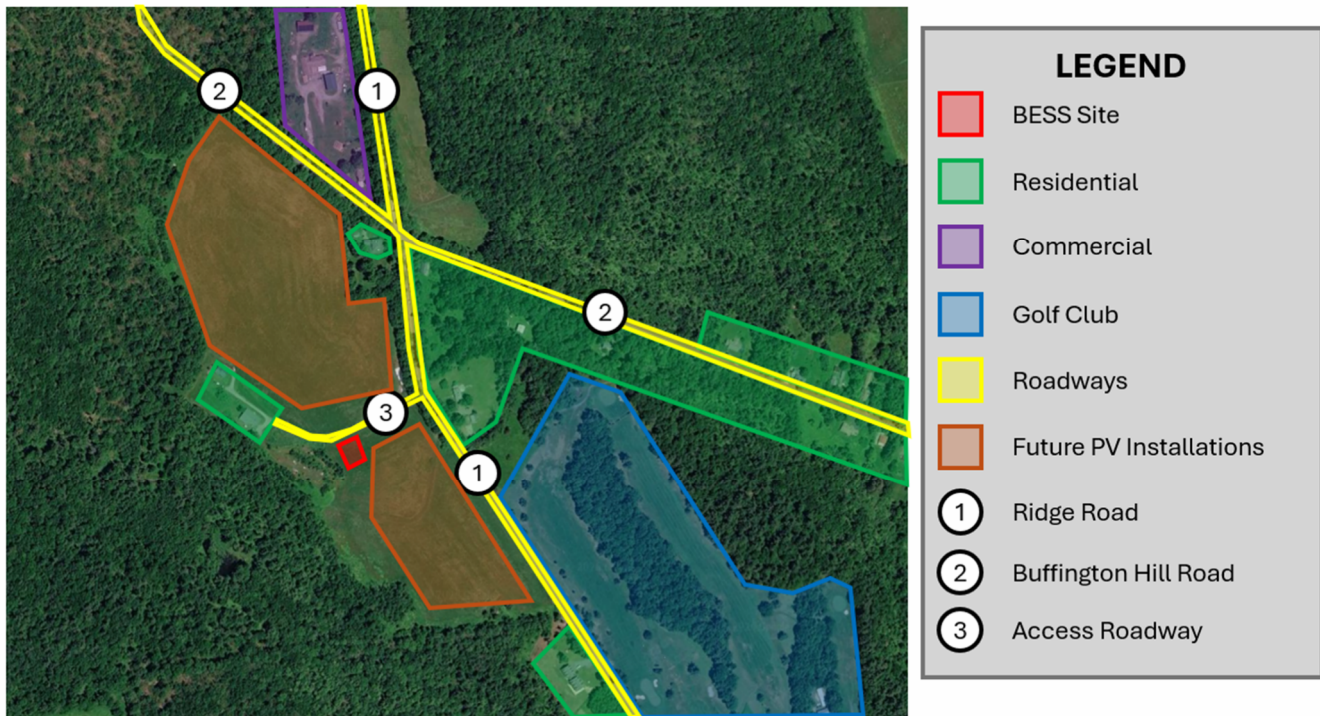 2
1
2
3
1
LEGEND
BESS Site
Residential
Commercial
Golf Club
Roadways
Future PV Installations
1 Ridge Road
2 Buffington Hill Road
3 Access Roadway